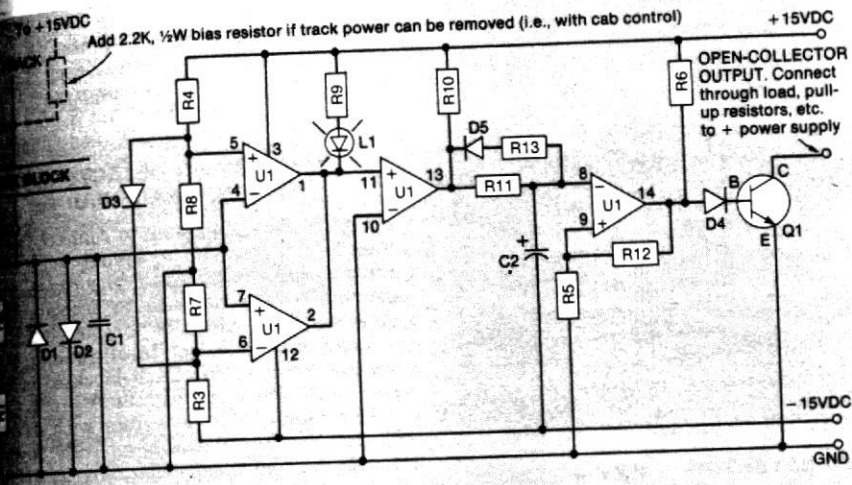 To +15VDC
Add 2.2K, ½W bias resistor if track power can be removed (i.e., with cab control)
+15VDC
OPEN-COLLECTOR
OUTPUT. Connect
through load, pull-
up resistors, etc.
to + power supply
R4
R9
R10
R6
L1
D5
R13
5
+
3
U1
4
−
1
11
+
13
U1
10
−
R11
8
−
14
U1
9
+
B
C
D4
E
Q1
BLOCK
D3
R8
R12
C2
+
R5
R7
7
+
2
U1
6
−
12
D1
D2
C1
R3
−15VDC
GND